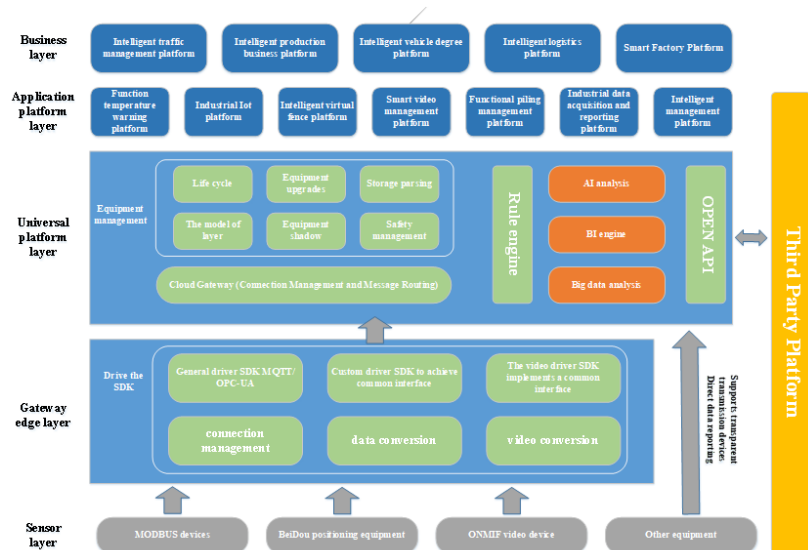 Business
layer
Intelligent traffic
management platform
Intelligent production
business platform
Intelligent vehicle degree
platform
Intelligent logistics
platform
Smart Factory Platform
Application
platform
layer
Function
temperature
warning
platform
Industrial Iot
platform
Intelligent virtual
fence platform
Smart video
management
platform
Functional piling
management
platform
Industrial data
acquisition and
reporting
platform
Intelligent
management
platform
Universal
platform
layer
Equipment
management
Life cycle
Equipment
upgrades
Storage parsing
The model of
layer
Equipment
shadow
Safety
management
Cloud Gateway (Connection Management and Message Routing)
Rule engine
AI analysis
BI engine
Big data analysis
OPEN API
Third Party Platform
Gateway
edge layer
Drive the
SDK
General driver SDK MQTT/
OPC-UA
Custom driver SDK to achieve
common interface
The video driver SDK
implements a common
interface
connection
management
data conversion
video conversion
Supports transparent
transmission devices
Direct data reporting
Sensor
layer
MODBUS devices
BeiDou positioning equipment
ONMIF video device
Other equipment